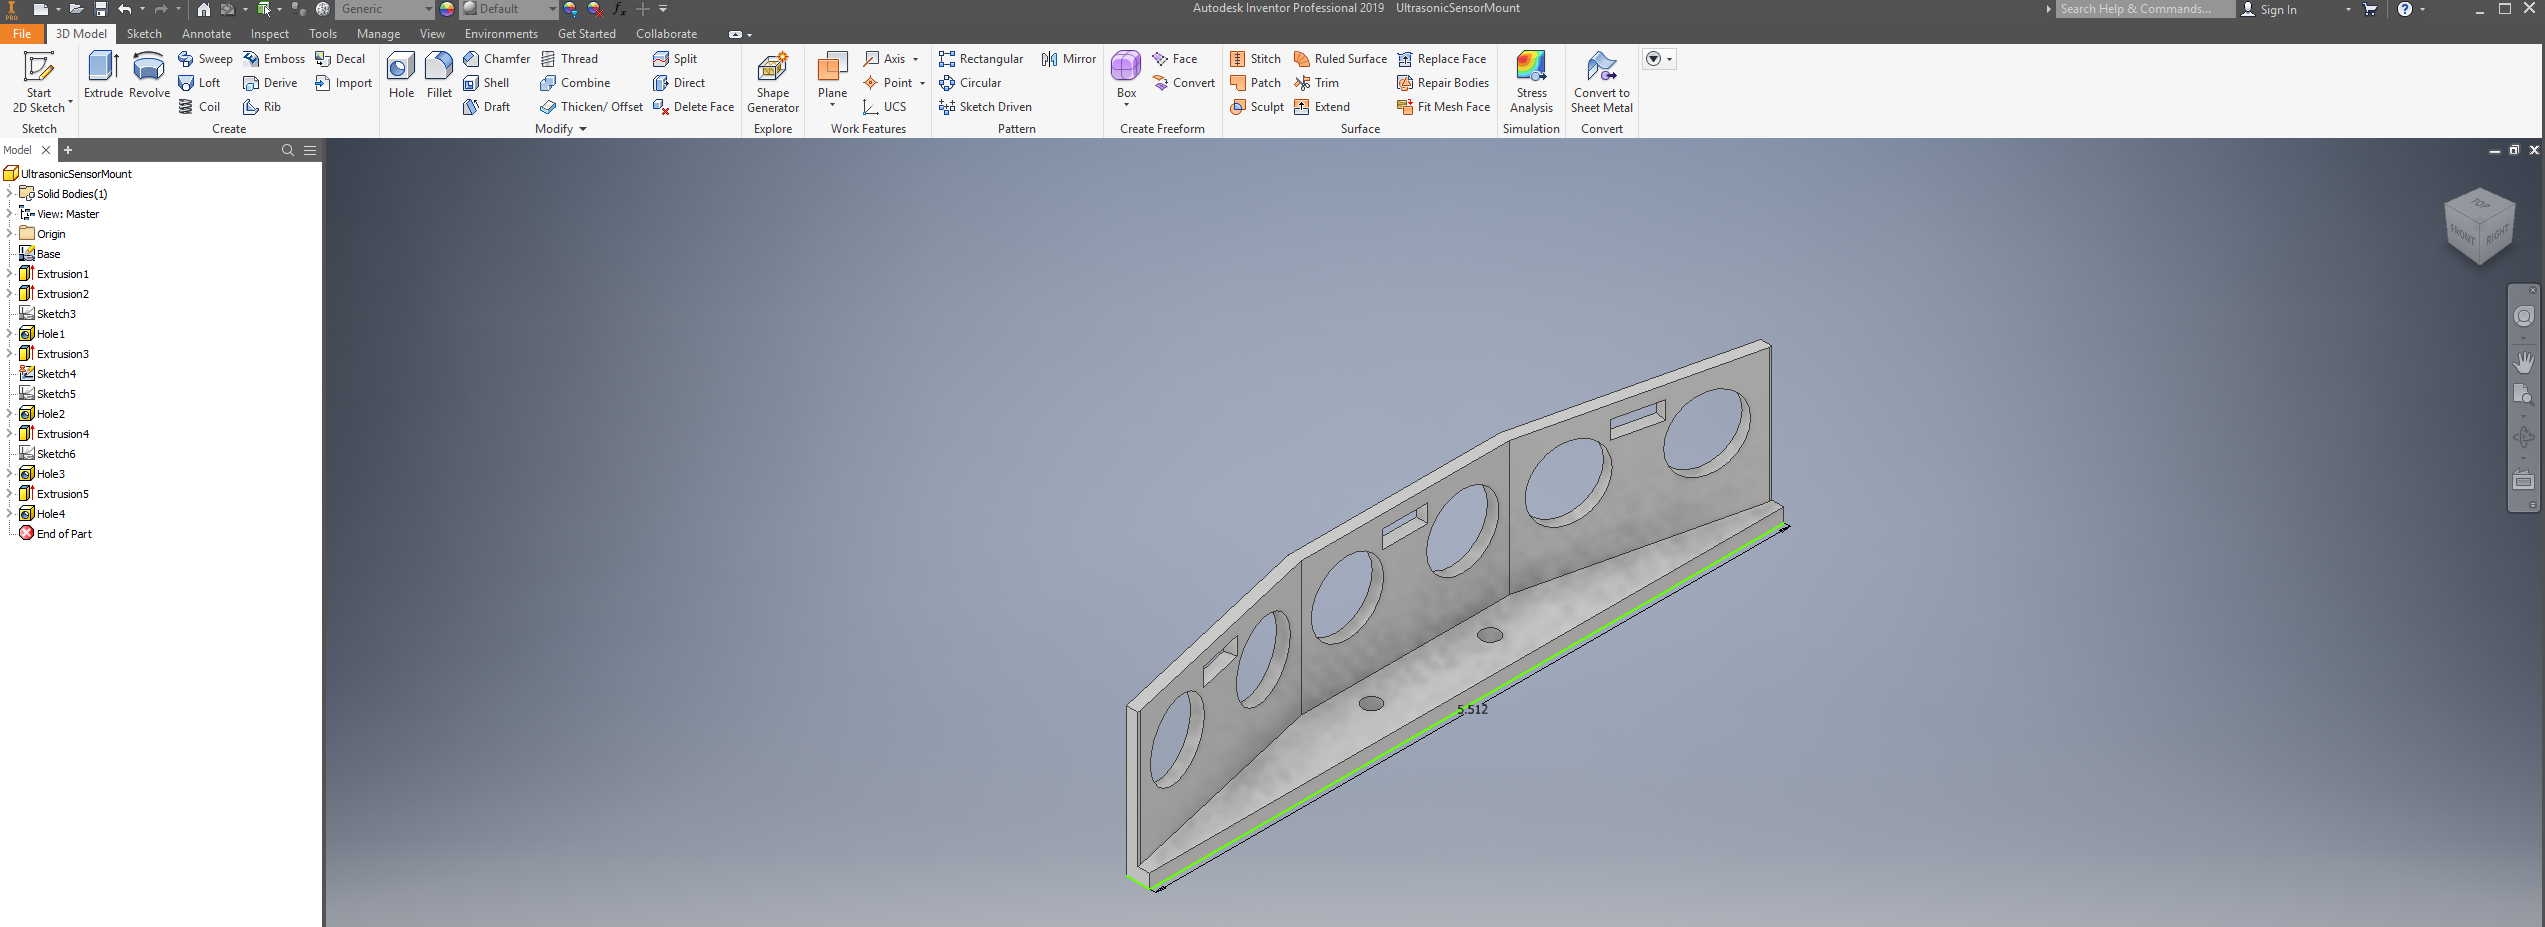 PRO
Generic
Default
fx
Autodesk Inventor Professional 2019 UltrasonicSensorMount
Search Help & Commands...
Sign In
File
3D Model
Sketch
Annotate
Inspect
Tools
Manage
View
Environments
Get Started
Collaborate
Start
2D Sketch
Sketch
Extrude
Revolve
Sweep
Loft
Coil
Emboss
Derive
Rib
Decal
Import
Create
Hole
Fillet
Chamfer
Shell
Draft
Thread
Combine
Thicken/ Offset
Split
Direct
Delete Face
Modify
Shape
Generator
Explore
Plane
Axis
Point
UCS
Work Features
Rectangular
Circular
Sketch Driven
Mirror
Pattern
Box
Face
Convert
Create Freeform
Stitch
Patch
Sculpt
Ruled Surface
Trim
Extend
Replace Face
Repair Bodies
Fit Mesh Face
Surface
Stress
Analysis
Simulation
Convert to
Sheet Metal
Convert
Model
UltrasonicSensorMount
Solid Bodies(1)
View: Master
Origin
Base
Extrusion1
Extrusion2
Sketch3
Hole1
Extrusion3
Sketch4
Sketch5
Hole2
Extrusion4
Sketch6
Hole3
Extrusion5
Hole4
End of Part
TOP
FRONT
RIGHT
5.512